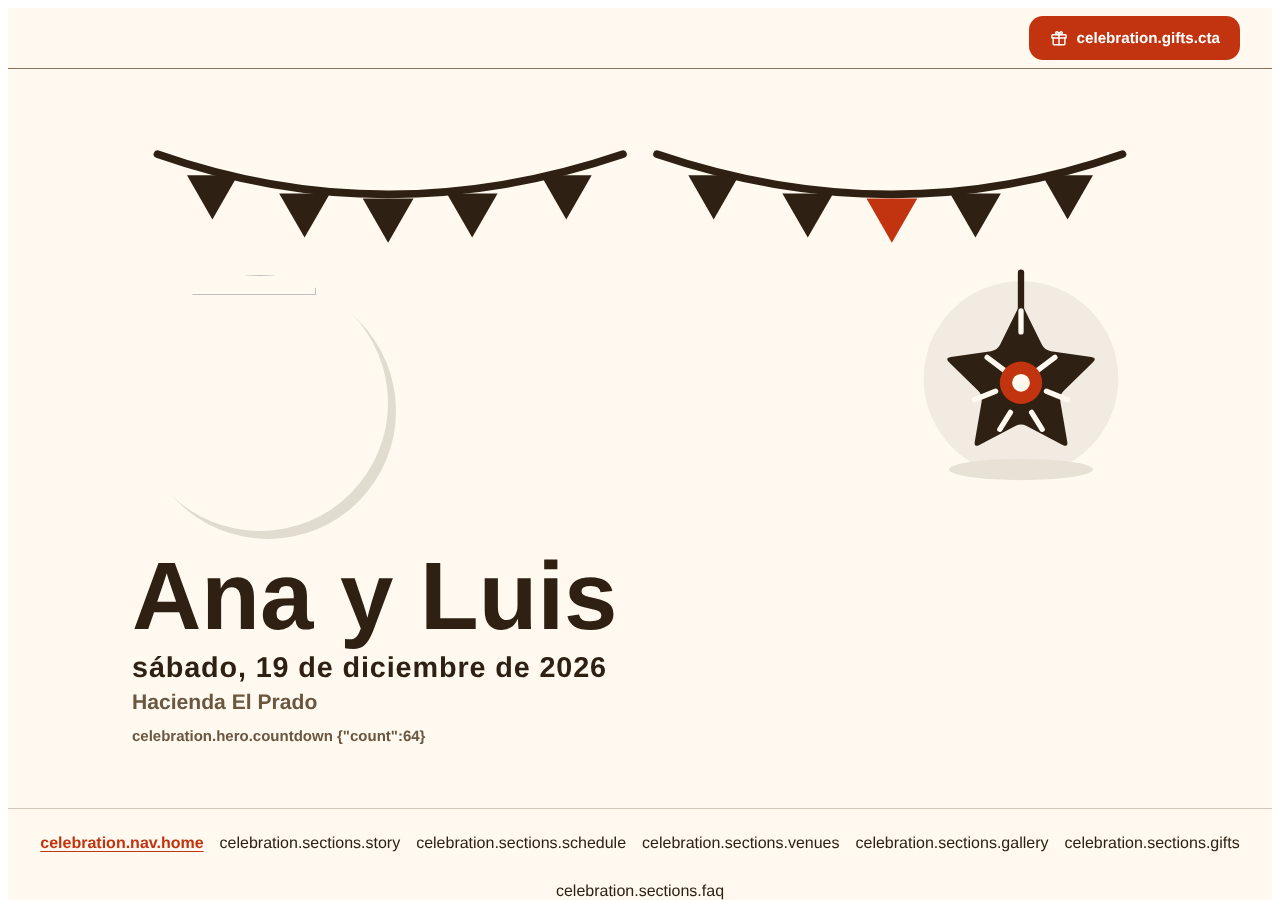 celebration.gifts.cta
Ana y Luis
sábado, 19 de diciembre de 2026
Hacienda El Prado
celebration.hero.countdown {"count":64}
celebration.nav.home celebration.sections.story celebration.sections.schedule celebration.sections.venues celebration.sections.gallery celebration.sections.gifts
celebration.sections.faq